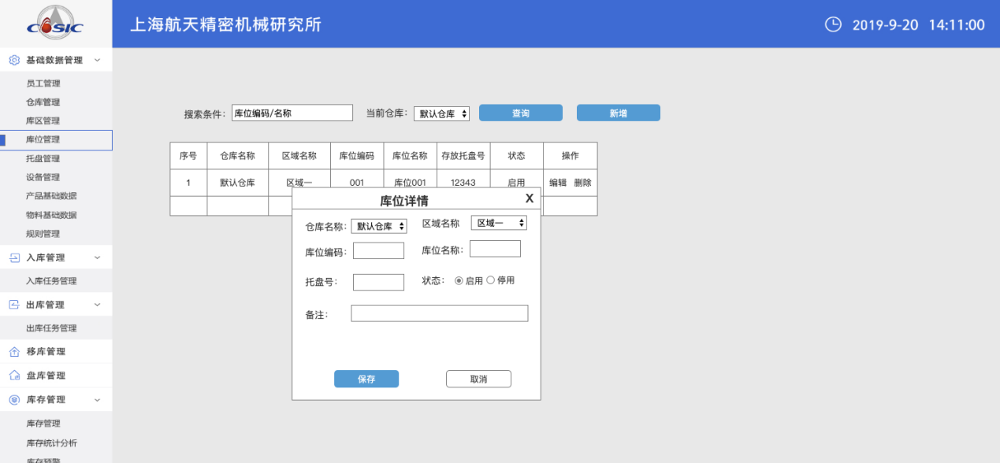 CASIC
上海航天精密机械研究所
2019-9-20 14:11:00
基础数据管理
员工管理
仓库管理
库区管理
库位管理
托盘管理
设备管理
产品基础数据
物料基础数据
规则管理
入库管理
入库任务管理
出库管理
出库任务管理
移库管理
盘库管理
库存管理
库存管理
库存统计分析
库存预警
搜索条件： 库位编码/名称 当前仓库： 默认仓库 查询 新增
序号 仓库名称 区域名称 库位编码 库位名称 存放托盘号 状态 操作
1 默认仓库 区域一 001 库位001 12343 启用 编辑 删除
库位详情 X
仓库名称： 默认仓库 区域名称 区域一
库位编码： 库位名称：
托盘号： 状态： 启用 停用
备注：
保存 取消